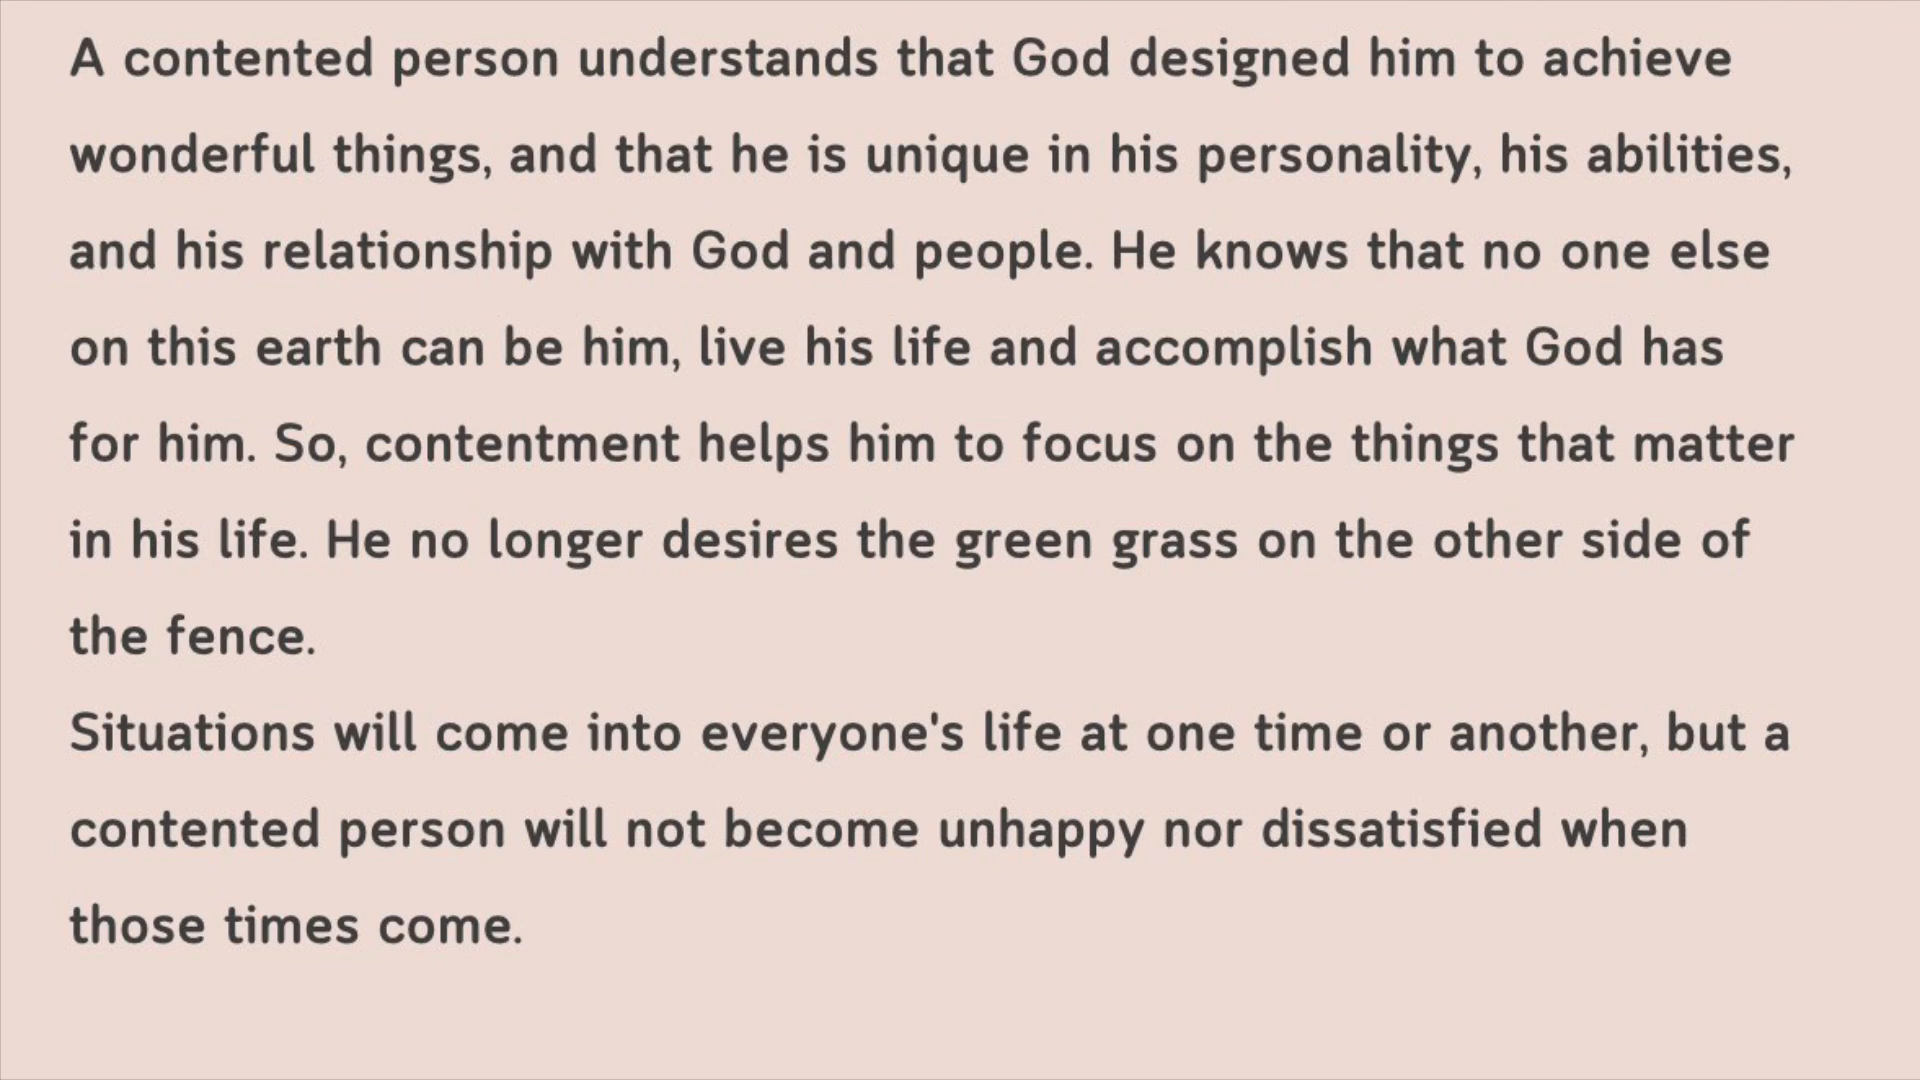 A contented person understands that God designed him to achieve
wonderful things, and that he is unique in his personality, his abilities,
and his relationship with God and people. He knows that no one else
on this earth can be him, live his life and accomplish what God has
for him. So, contentment helps him to focus on the things that matter
in his life. He no longer desires the green grass on the other side of
the fence.
Situations will come into everyone's life at one time or another, but a
contented person will not become unhappy nor dissatisfied when
those times come.